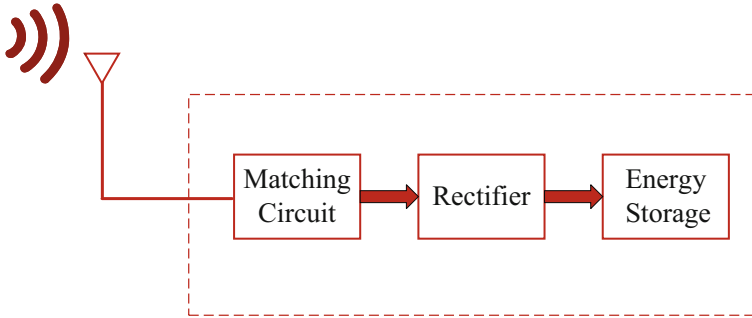 Matching
Circuit
Rectifier
Energy
Storage